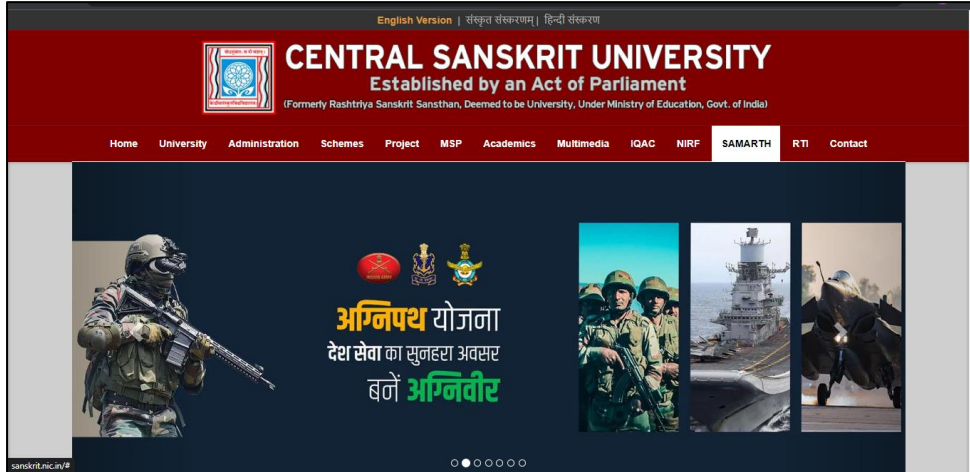 English Version | संस्कृत संस्करणम् | हिन्दी संस्करण
CENTRAL SANSKRIT UNIVERSITY
Established by an Act of Parliament
(Formerly Rashtriya Sanskrit Sansthan, Deemed to be University, Under Ministry of Education, Govt. of India)
Home University Administration Schemes Project MSP Academics Multimedia IQAC NIRF SAMARTH RTI Contact
अग्निपथ योजना
देश सेवा का सुनहरा अवसर
बनें अग्निवीर
sanskrit.nic.in/#